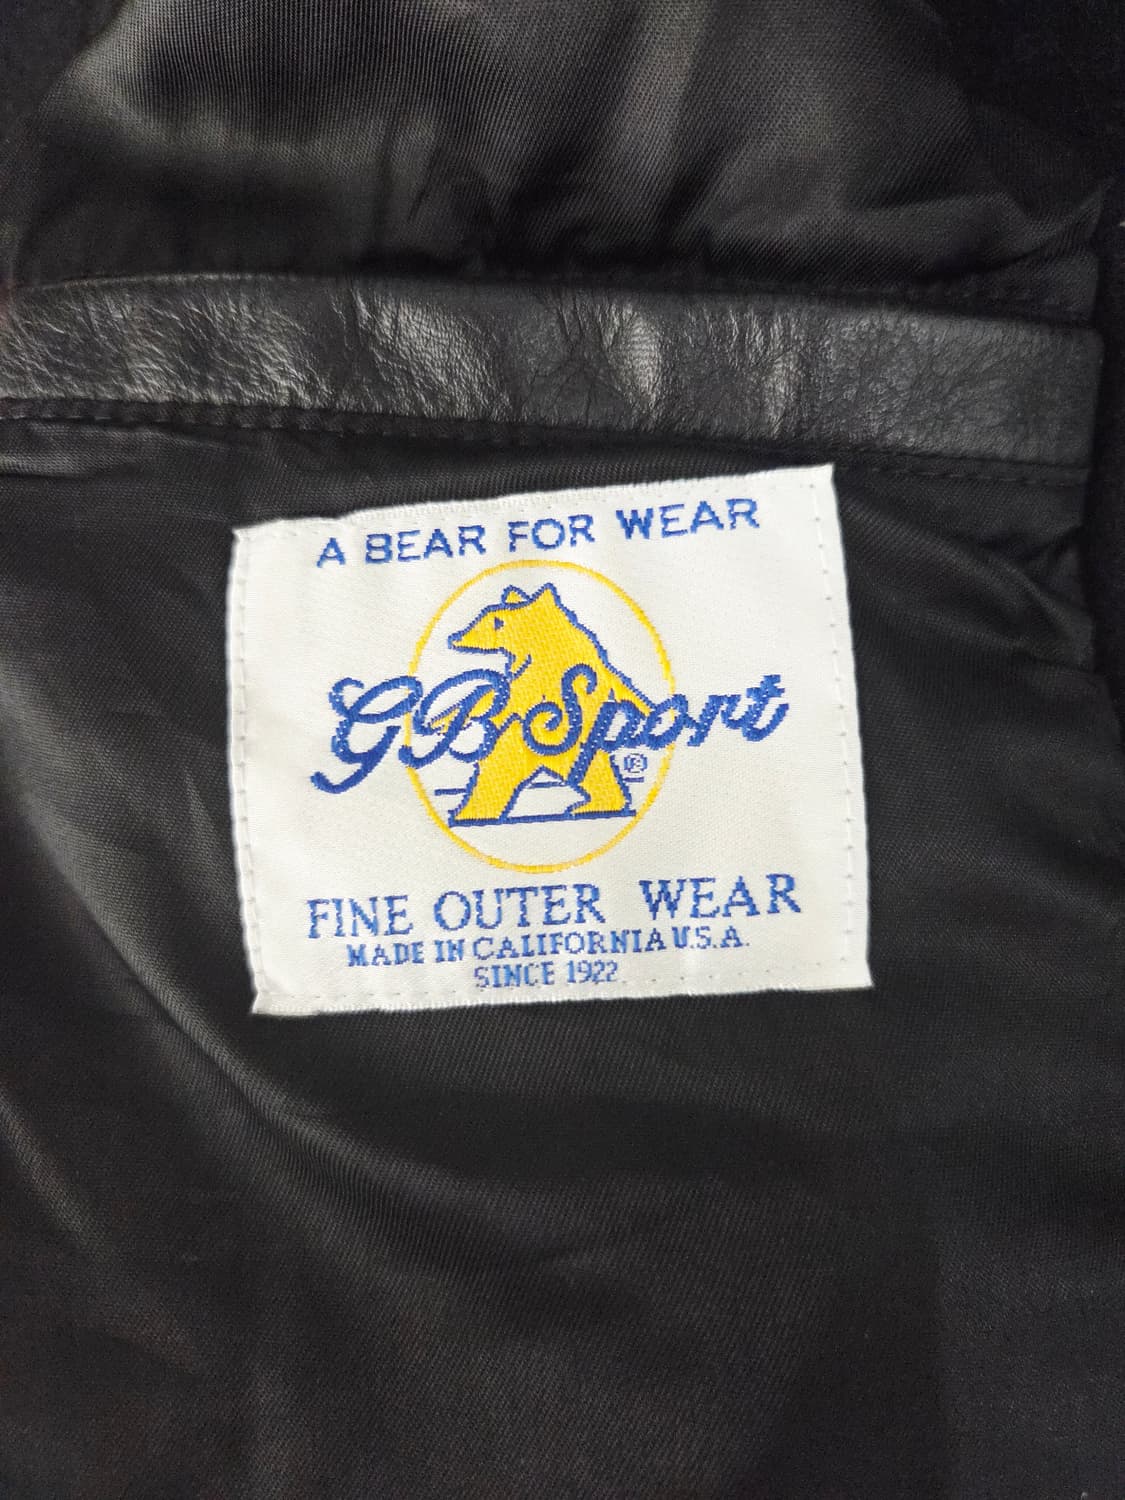 A BEAR FOR WEAR
GB Sport
®
FINE OUTER WEAR
MADE IN CALIFORNIA U.S.A.
SINCE 1922